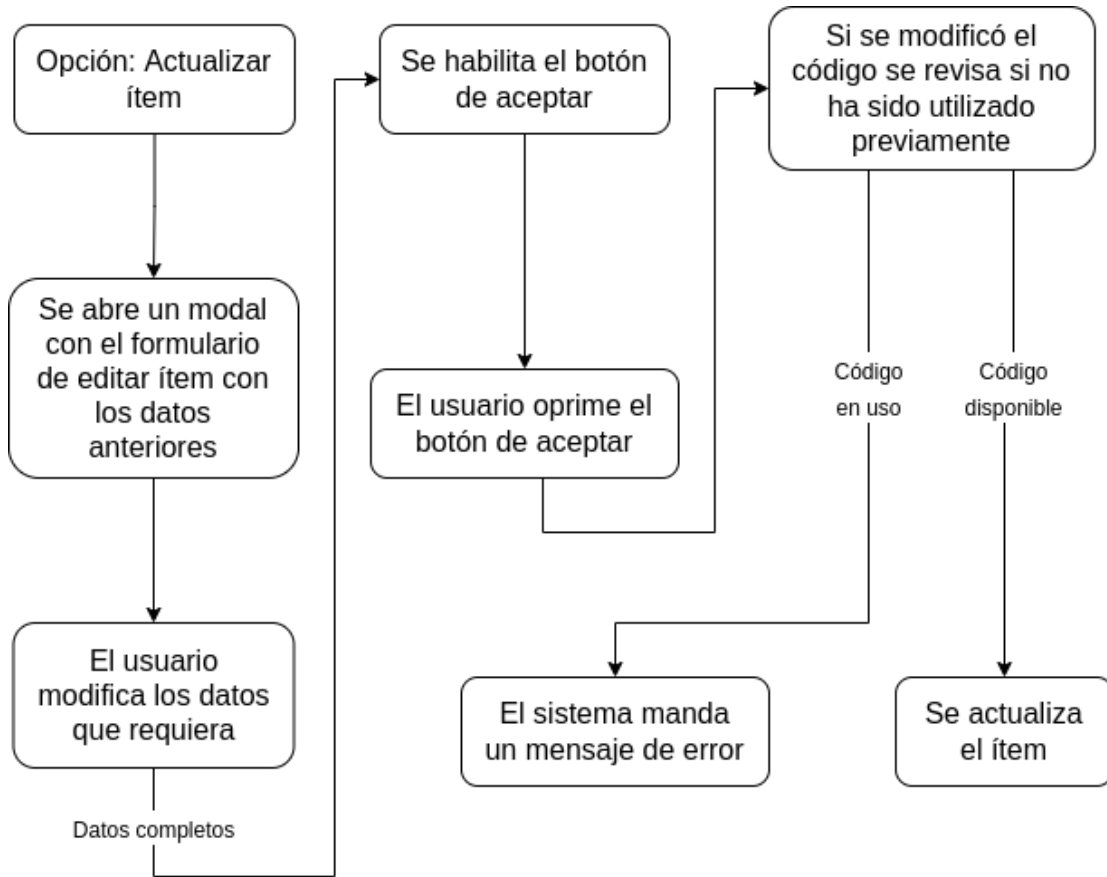 Opción: Actualizar
ítem
Se abre un modal
con el formulario
de editar ítem con
los datos
anteriores
El usuario
modifica los datos
que requiera
Datos completos
Se habilita el botón
de aceptar
El usuario oprime el
botón de aceptar
Si se modificó el
código se revisa si no
ha sido utilizado
previamente
Código
en uso
Código
disponible
El sistema manda
un mensaje de error
Se actualiza
el ítem